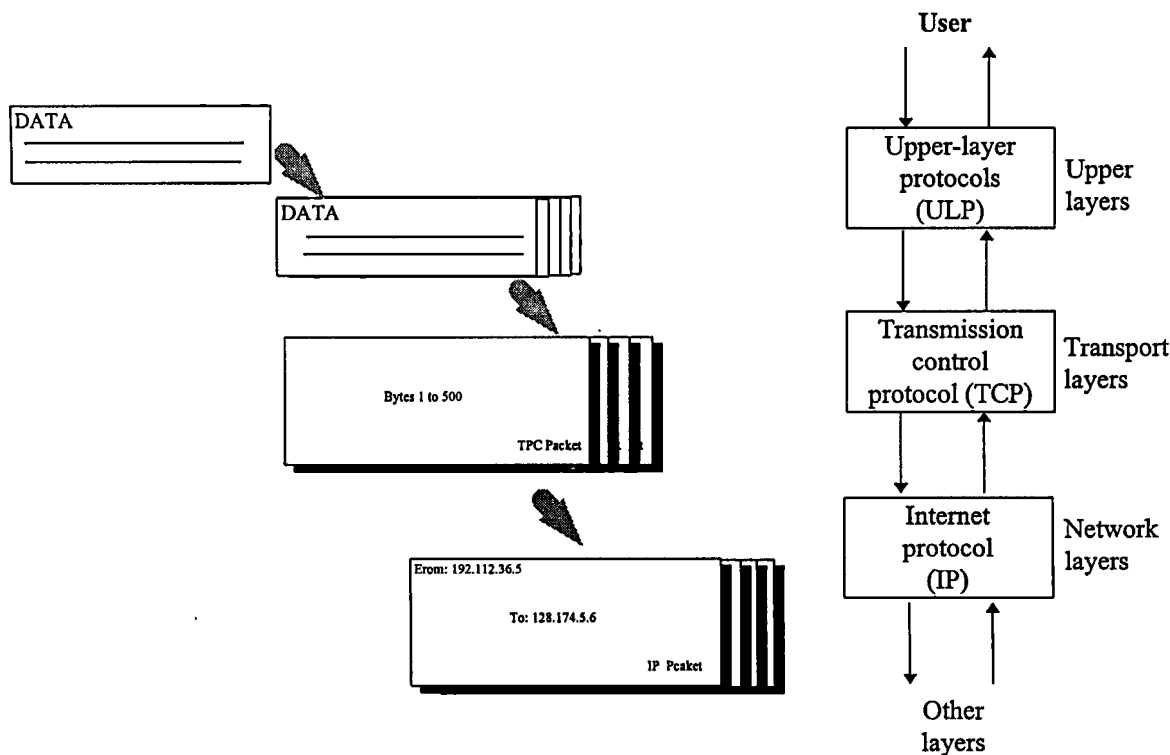 User
DATA
Upper-layer
protocols
(ULP)
Upper
layers
DATA
Transmission
control
protocol (TCP)
Transport
layers
Bytes 1 to 500
TPC Packet
Internet
protocol
(IP)
Network
layers
Erom: 192.112.36.5
To: 128.174.5.6
IP Pcaket
Other
layers